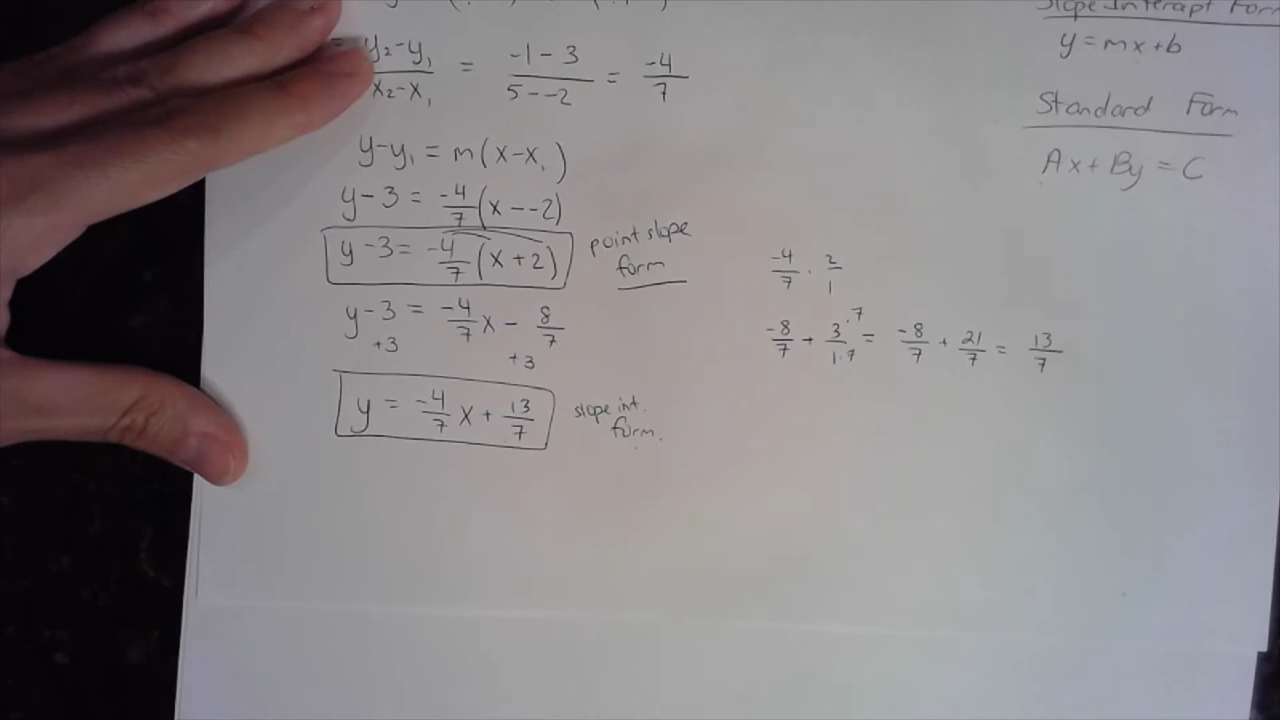 Slope Intercept Form
y = mx+b
Standard Form
Ax + By = C
= y₂-y₁ / x₂-x₁ = -1-3 / 5--2 = -4/7
y-y₁ = m(x-x₁)
y-3 = -4/7 (x--2)
y-3 = -4/7 (x+2) point slope form
y-3 = -4/7 x - 8/7
+3 +3
y = -4/7 x + 13/7 slope int. form.
-4/7 · 2/1
-8/7 + 3·7/1·7 = -8/7 + 21/7 = 13/7